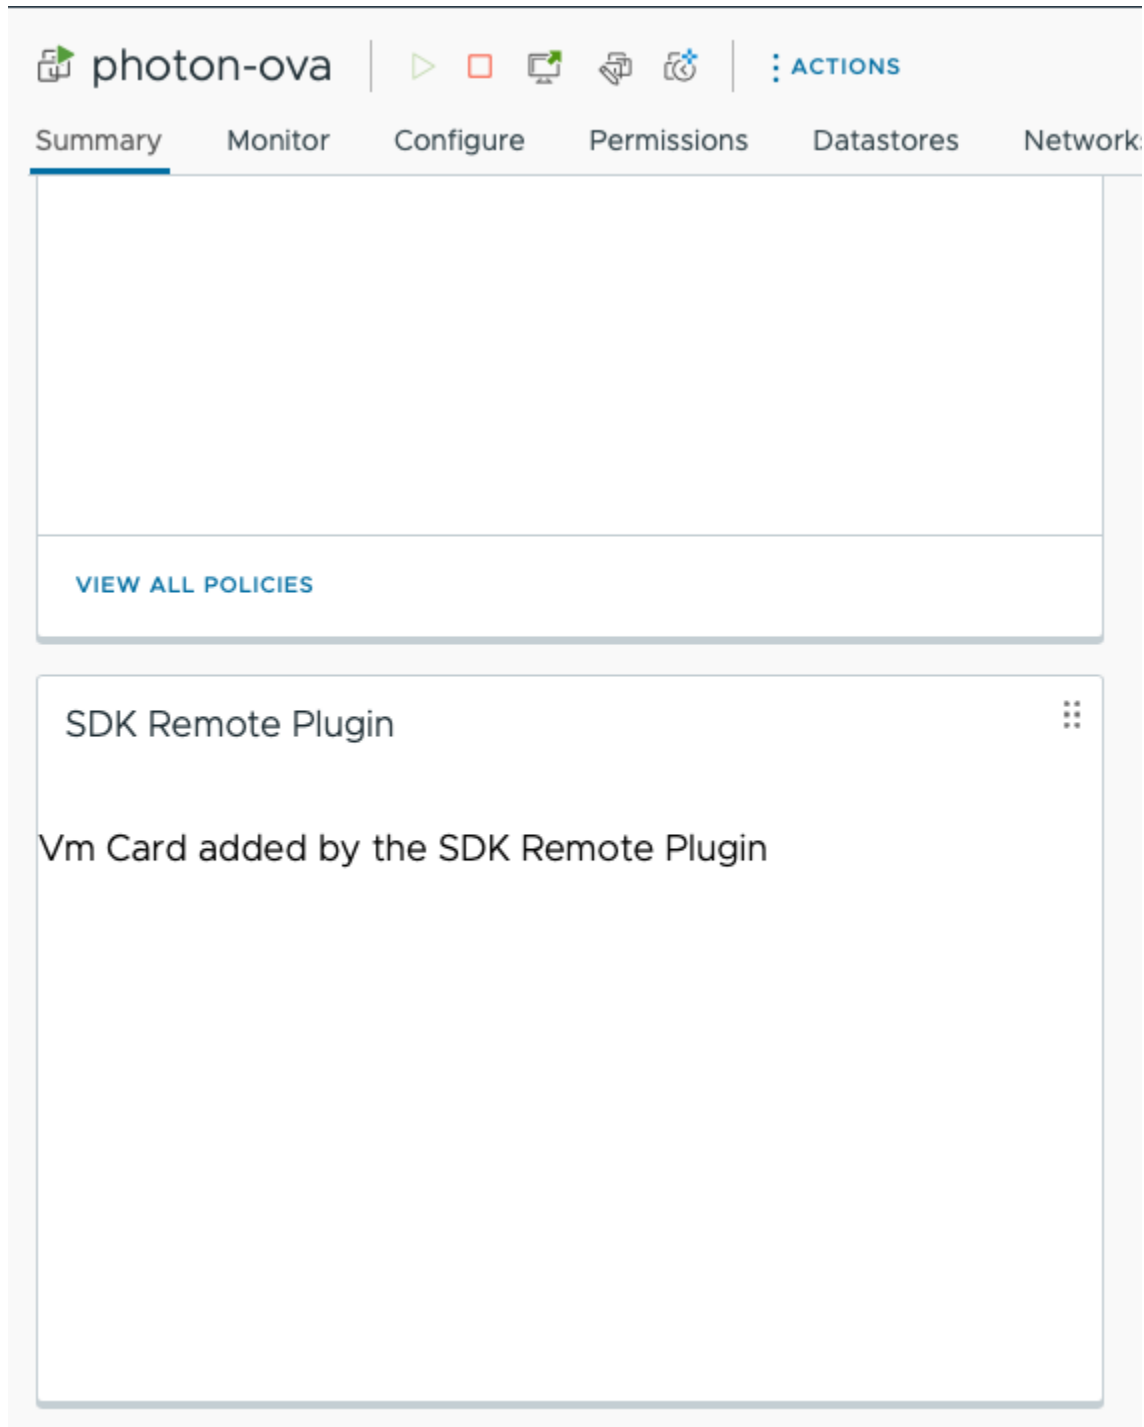 photon-ova ACTIONS
Summary Monitor Configure Permissions Datastores Network
VIEW ALL POLICIES
SDK Remote Plugin
Vm Card added by the SDK Remote Plugin